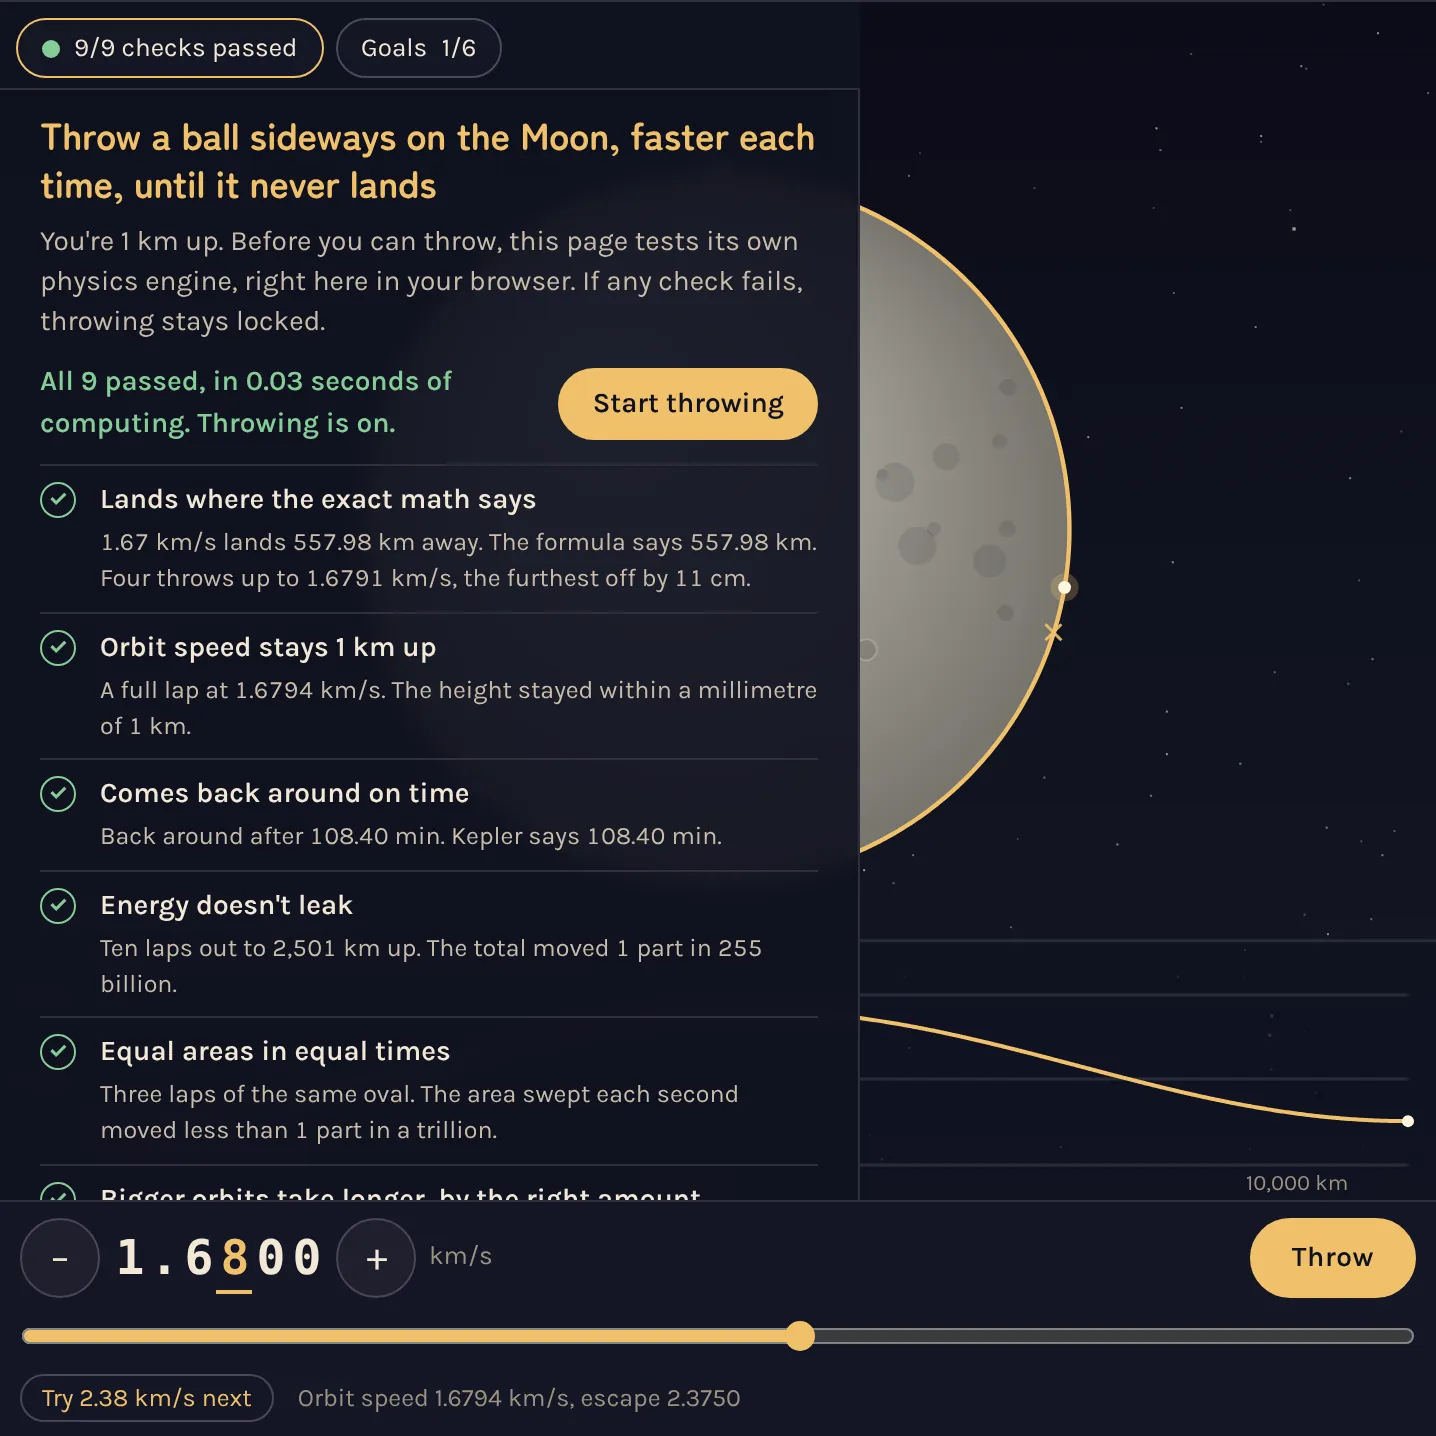 9/9 checks passed
Goals 1/6
Throw a ball sideways on the Moon, faster each
time, until it never lands
You're 1 km up. Before you can throw, this page tests its own
physics engine, right here in your browser. If any check fails,
throwing stays locked.
All 9 passed, in 0.03 seconds of
computing. Throwing is on.
Start throwing
Lands where the exact math says
1.67 km/s lands 557.98 km away. The formula says 557.98 km.
Four throws up to 1.6791 km/s, the furthest off by 11 cm.
Orbit speed stays 1 km up
A full lap at 1.6794 km/s. The height stayed within a millimetre
of 1 km.
Comes back around on time
Back around after 108.40 min. Kepler says 108.40 min.
Energy doesn't leak
Ten laps out to 2,501 km up. The total moved 1 part in 255
billion.
Equal areas in equal times
Three laps of the same oval. The area swept each second
moved less than 1 part in a trillion.
Bigger orbits take longer, by the right amount
10,000 km
- 1.6800 + km/s
Throw
Try 2.38 km/s next
Orbit speed 1.6794 km/s, escape 2.3750